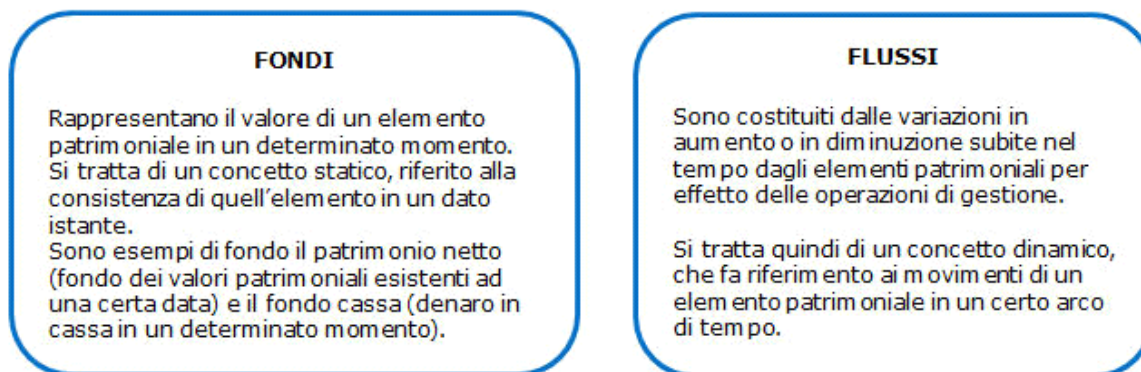 FONDI
Rappresentano il valore di un elemento
patrimoniale in un determinato momento.
Si tratta di un concetto statico, riferito alla
consistenza di quell'elemento in un dato
istante.
Sono esempi di fondo il patrimonio netto
(fondo dei valori patrimoniali esistenti ad
una certa data) e il fondo cassa (denaro in
cassa in un determinato momento).
FLUSSI
Sono costituiti dalle variazioni in
aumento o in diminuzione subite nel
tempo dagli elementi patrimoniali per
effetto delle operazioni di gestione.
Si tratta quindi di un concetto dinamico,
che fa riferimento ai movimenti di un
elemento patrimoniale in un certo arco
di tempo.